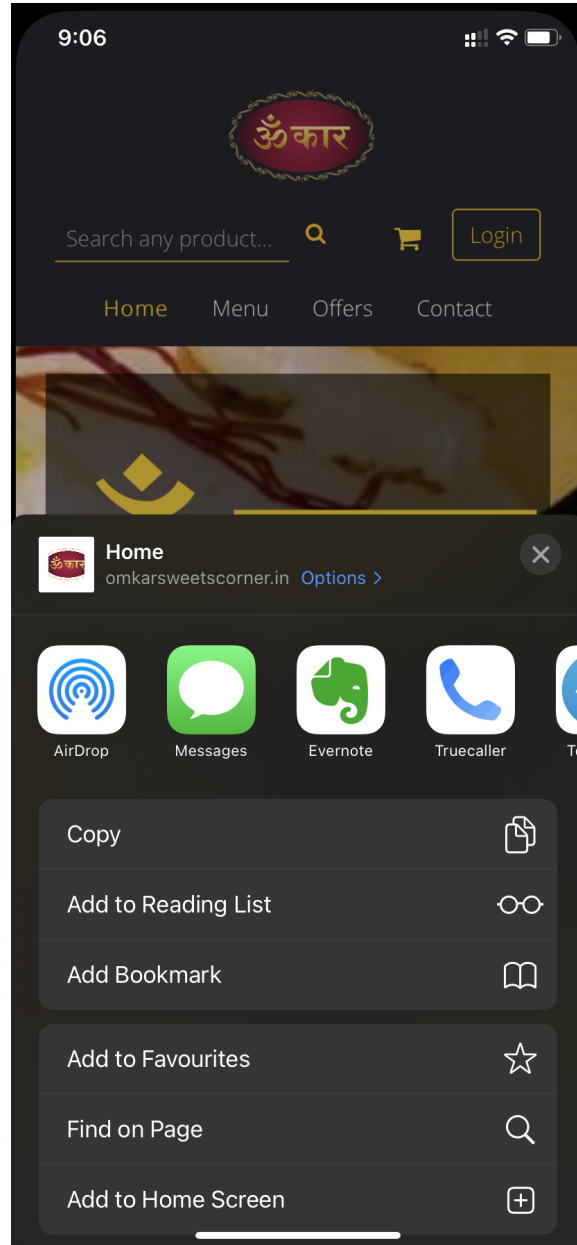 9:06
ॐकार
Search any product...
Login
Home Menu Offers Contact
ॐकार
Home
omkarsweetscorner.in Options >
AirDrop Messages Evernote Truecaller
Copy
Add to Reading List
Add Bookmark
Add to Favourites
Find on Page
Add to Home Screen